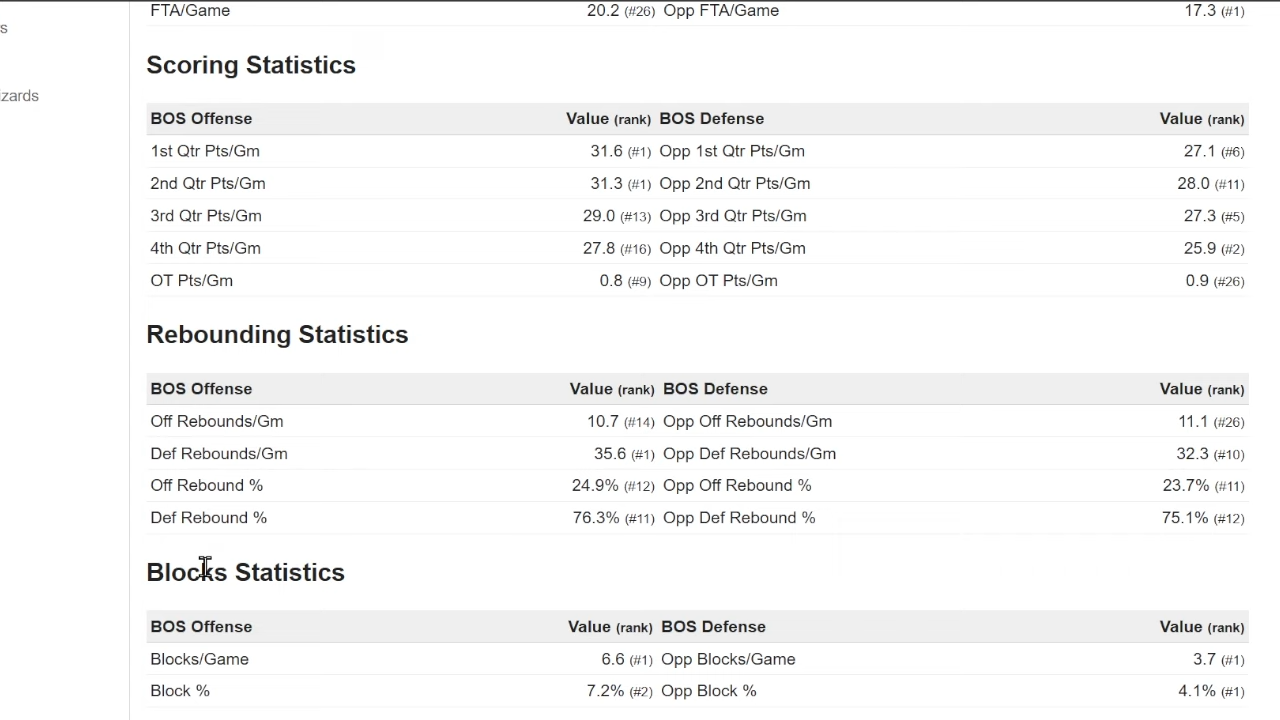 FTA/Game 20.2 (#26) Opp FTA/Game 17.3 (#1)
s
Scoring Statistics
izards
BOS Offense Value (rank) BOS Defense Value (rank)
1st Qtr Pts/Gm 31.6 (#1) Opp 1st Qtr Pts/Gm 27.1 (#6)
2nd Qtr Pts/Gm 31.3 (#1) Opp 2nd Qtr Pts/Gm 28.0 (#11)
3rd Qtr Pts/Gm 29.0 (#13) Opp 3rd Qtr Pts/Gm 27.3 (#5)
4th Qtr Pts/Gm 27.8 (#16) Opp 4th Qtr Pts/Gm 25.9 (#2)
OT Pts/Gm 0.8 (#9) Opp OT Pts/Gm 0.9 (#26)
Rebounding Statistics
BOS Offense Value (rank) BOS Defense Value (rank)
Off Rebounds/Gm 10.7 (#14) Opp Off Rebounds/Gm 11.1 (#26)
Def Rebounds/Gm 35.6 (#1) Opp Def Rebounds/Gm 32.3 (#10)
Off Rebound % 24.9% (#12) Opp Off Rebound % 23.7% (#11)
Def Rebound % 76.3% (#11) Opp Def Rebound % 75.1% (#12)
Blocks Statistics
BOS Offense Value (rank) BOS Defense Value (rank)
Blocks/Game 6.6 (#1) Opp Blocks/Game 3.7 (#1)
Block % 7.2% (#2) Opp Block % 4.1% (#1)